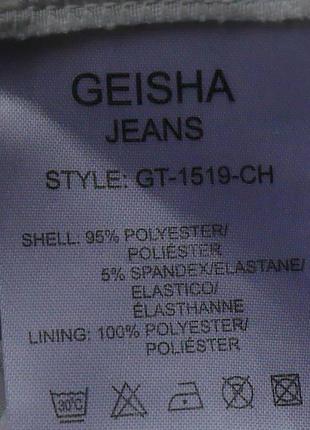 GEISHA
JEANS
STYLE: GT-1519-CH
SHELL: 95% POLYESTER/
POLIÉSTER
5% SPANDEX/ELASTANE/
ELASTICO/
ÉLASTHANNE
LINING: 100% POLYESTER/
POLIÉSTER
30°C